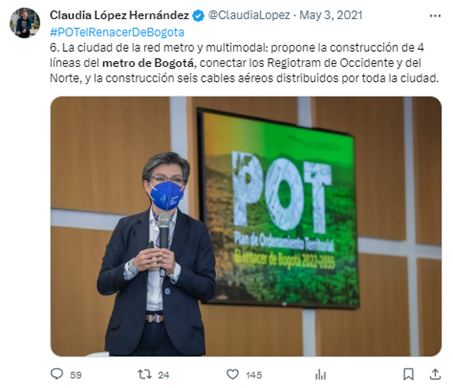 Claudia López Hernández @ClaudiaLopez · May 3, 2021
#POTelRenacerDeBogota
6. La ciudad de la red metro y multimodal: propone la construcción de 4
líneas del metro de Bogotá, conectar los Regiotram de Occidente y del
Norte, y la construcción seis cables aéreos distribuidos por toda la ciudad.
POT
Plan de Ordenamiento Territorial
El renacer de Bogotá 2022-2035
59 24 145